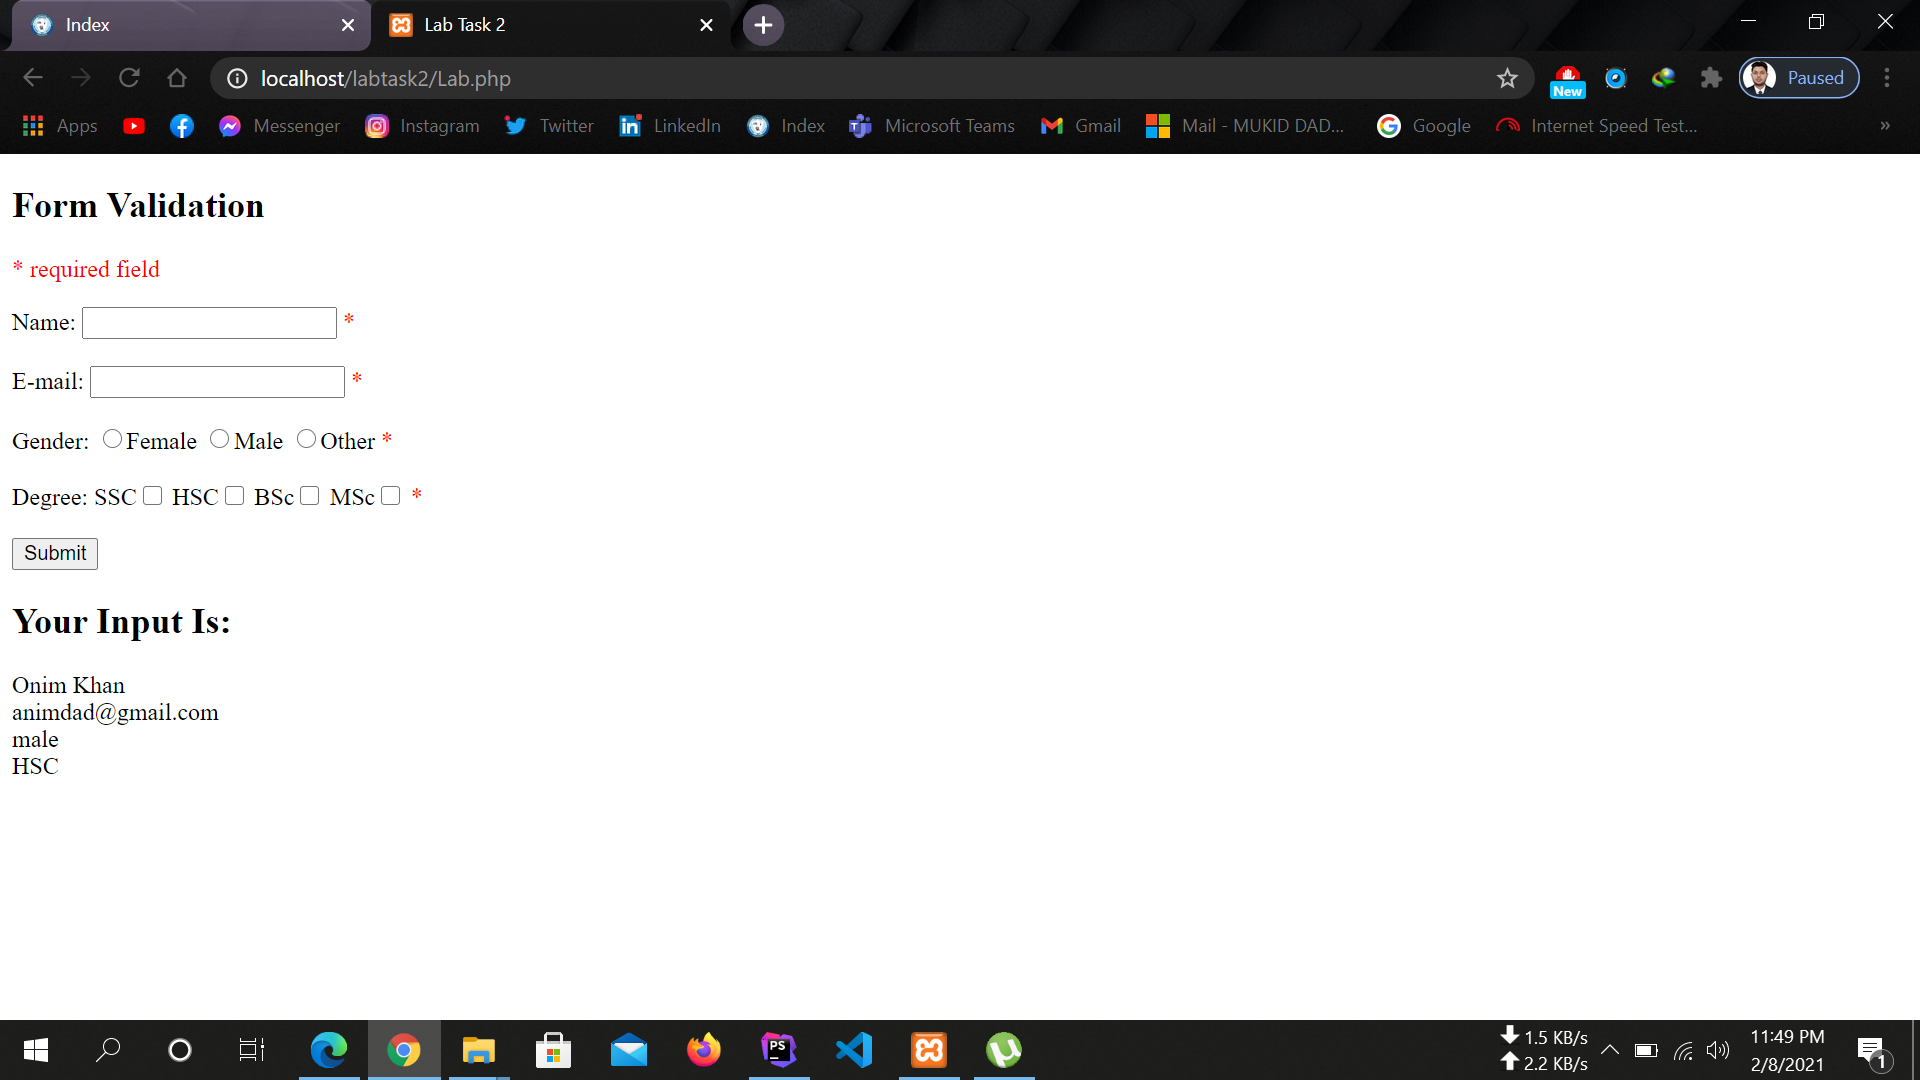 Index
Lab Task 2
localhost/labtask2/Lab.php
New
Paused
Apps
Messenger
Instagram
Twitter
LinkedIn
Index
Microsoft Teams
Gmail
Mail - MUKID DAD...
Google
Internet Speed Test...
»
Form Validation
* required field
Name: *
E-mail: *
Gender: Female Male Other *
Degree: SSC HSC BSc MSc *
Submit
Your Input Is:
Onim Khan
animdad@gmail.com
male
HSC
PS
1.5 KB/s
2.2 KB/s
11:49 PM
2/8/2021
1